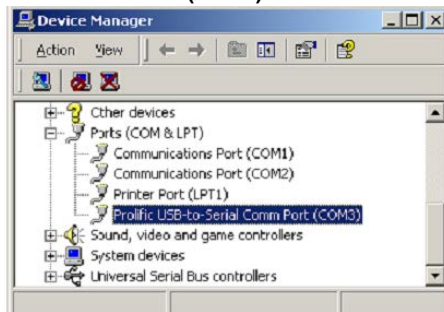 Device Manager
Action View
Other devices
Ports (COM & LPT)
Communications Port (COM1)
Communications Port (COM2)
Printer Port (LPT1)
Prolific USB-to-Serial Comm Port (COM3)
Sound, video and game controllers
System devices
Universal Serial Bus controllers